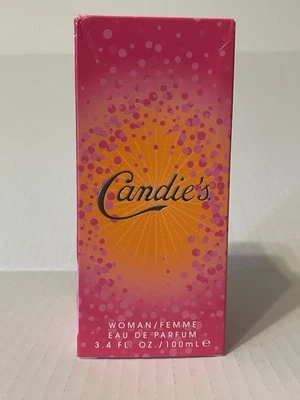 Candie's
WOMAN/FEMME
EAU DE PARFUM
3.4 FL. OZ./100mL℮